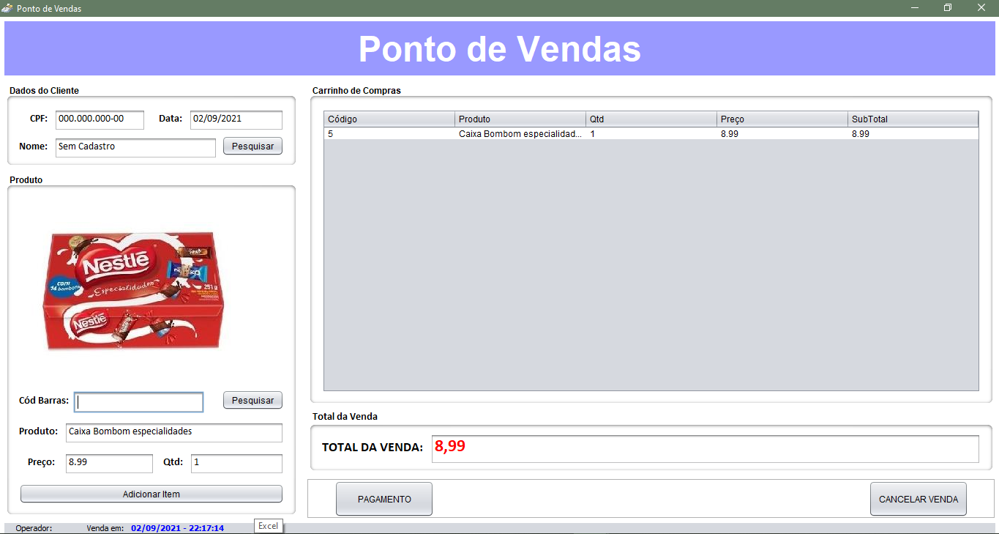 Ponto de Vendas
Ponto de Vendas
Dados do Cliente
CPF: 000.000.000-00 Data: 02/09/2021
Nome: Sem Cadastro Pesquisar
Produto
Nestlé
com
14 bombons
Especialidades
251 g
Nestlé
Cód Barras: Pesquisar
Produto: Caixa Bombom especialidades
Preço: 8.99 Qtd: 1
Adicionar Item
Carrinho de Compras
Código Produto Qtd Preço SubTotal
5 Caixa Bombom especialidad... 1 8.99 8.99
Total da Venda
TOTAL DA VENDA: 8,99
PAGAMENTO CANCELAR VENDA
Operador: Venda em: 02/09/2021 - 22:17:14 Excel